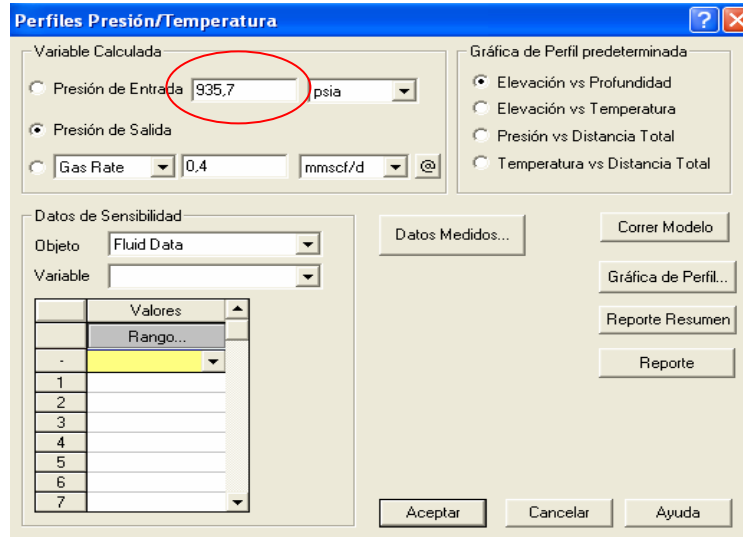 Perfiles Presión/Temperatura
Variable Calculada
Presión de Entrada 935,7 psia
Presión de Salida
Gas Rate 0,4 mmscf/d @
Gráfica de Perfil predeterminada
Elevación vs Profundidad
Elevación vs Temperatura
Presión vs Distancia Total
Temperatura vs Distancia Total
Datos de Sensibilidad
Objeto Fluid Data
Variable
Valores
Rango...
-
1
2
3
4
5
6
7
Datos Medidos...
Correr Modelo
Gráfica de Perfil...
Reporte Resumen
Reporte
Aceptar Cancelar Ayuda